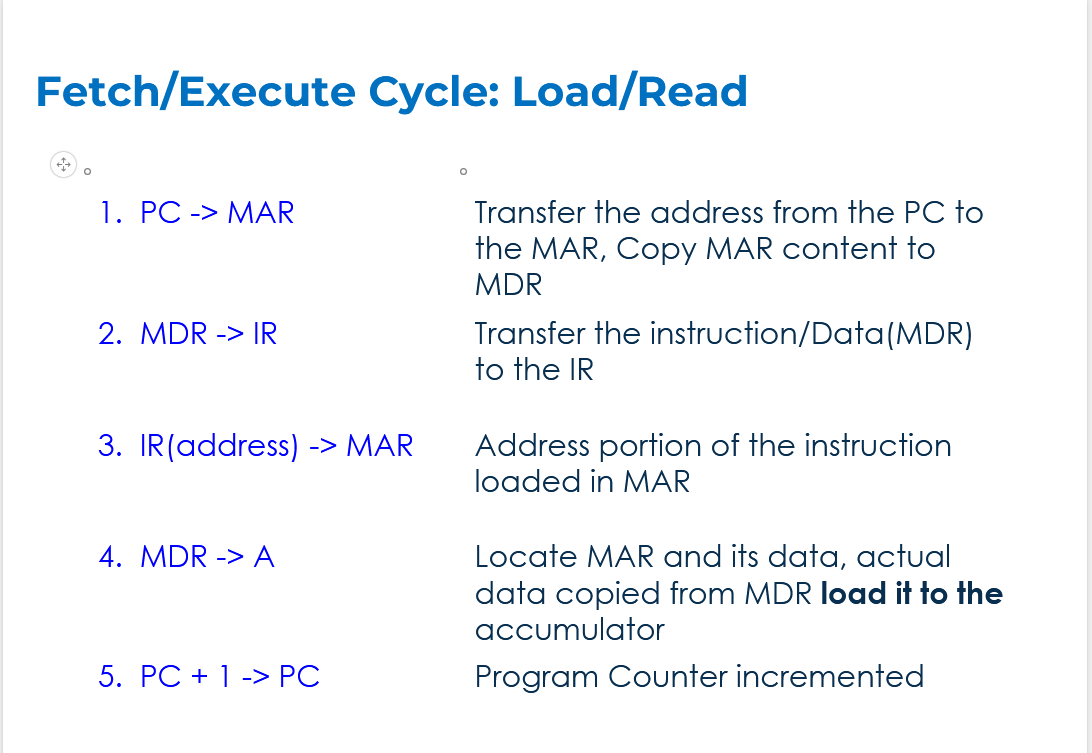 Fetch/Execute Cycle: Load/Read
1. PC -> MAR
Transfer the address from the PC to
the MAR, Copy MAR content to
MDR
2. MDR -> IR
Transfer the instruction/Data(MDR)
to the IR
3. IR(address) -> MAR
Address portion of the instruction
loaded in MAR
4. MDR -> A
Locate MAR and its data, actual
data copied from MDR load it to the
accumulator
5. PC + 1 -> PC
Program Counter incremented